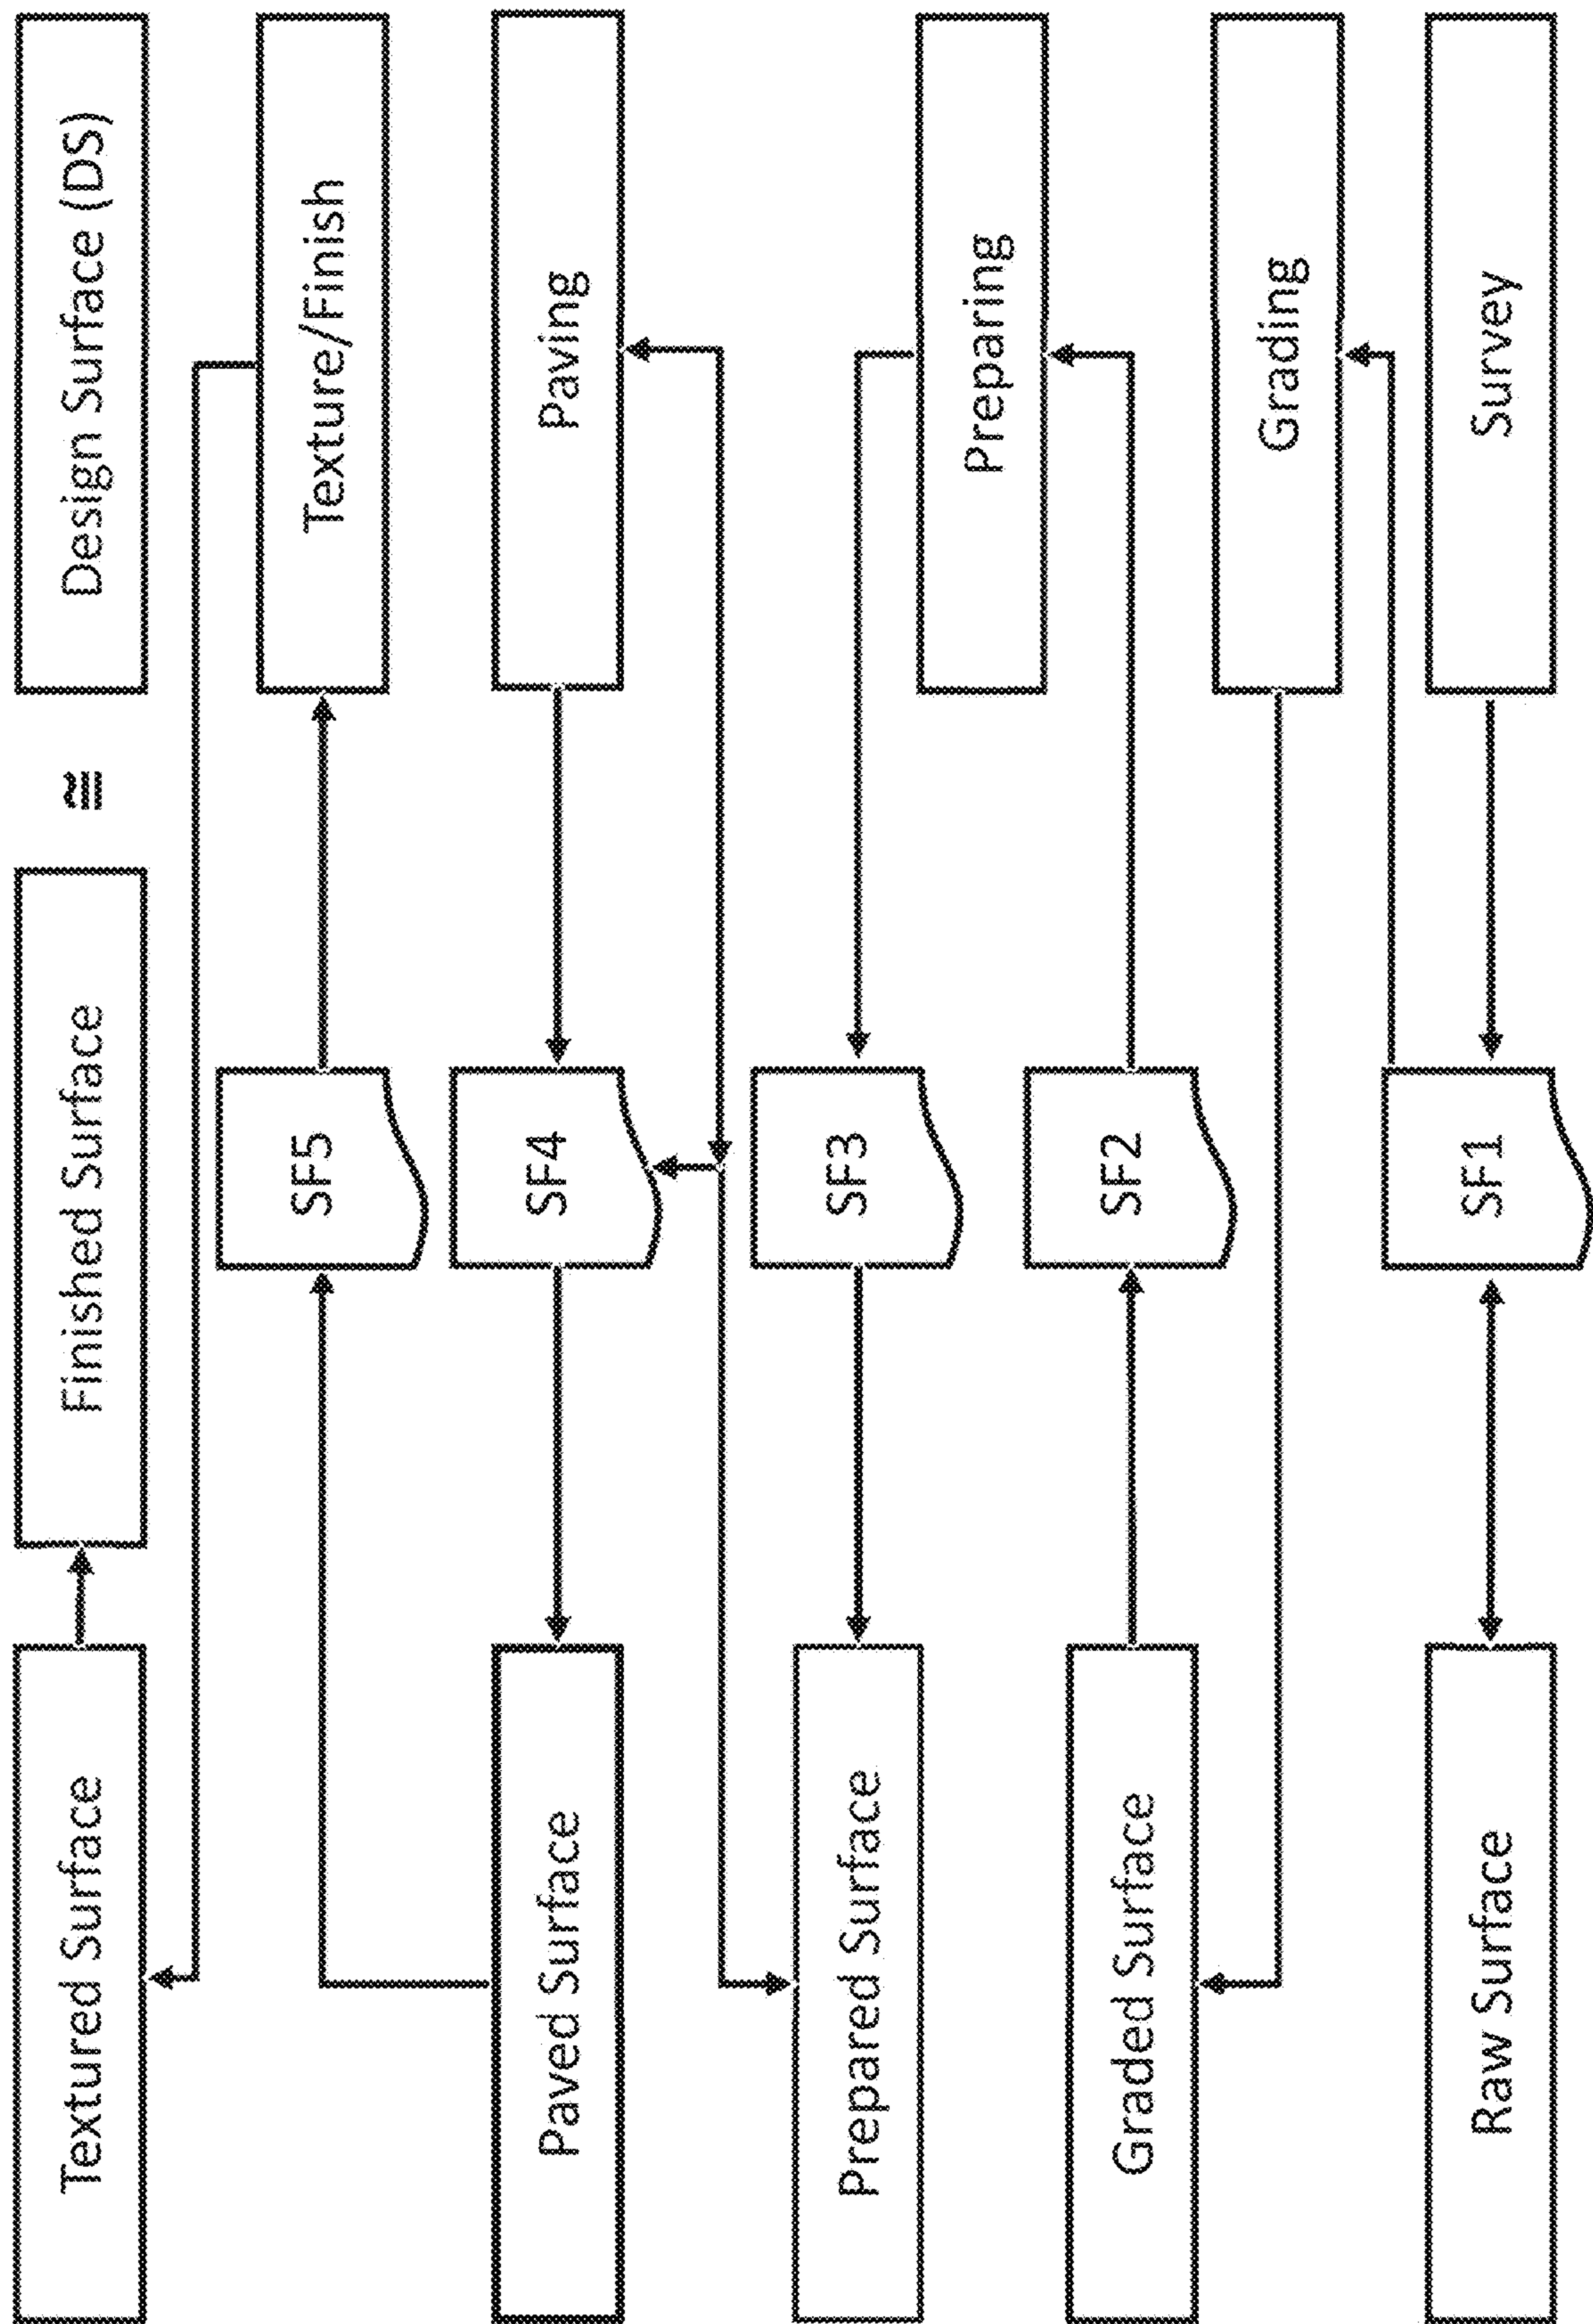 Textured Surface
Finished Surface
≅
Design Surface (DS)
SF5
Texture/Finish
Paved Surface
SF4
Paving
Prepared Surface
SF3
Preparing
Graded Surface
SF2
Grading
Raw Surface
SF1
Survey